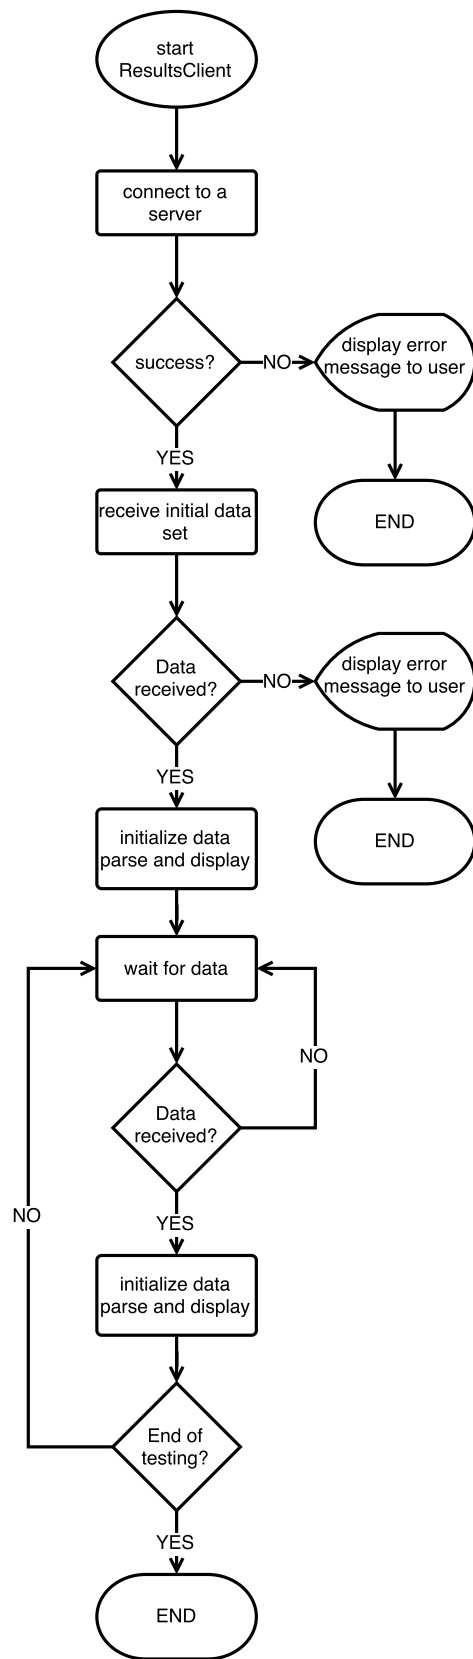 start
ResultsClient
connect to a
server
success?
NO
display error
message to user
YES
END
receive initial data
set
Data
received?
NO
display error
message to user
YES
END
initialize data
parse and display
wait for data
NO
Data
received?
NO
YES
initialize data
parse and display
End of
testing?
YES
END